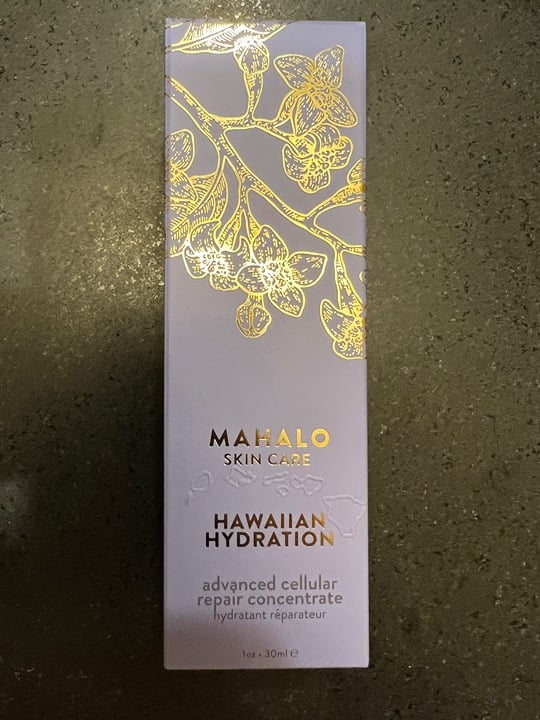 MAHALO
SKIN CARE
HAWAIIAN
HYDRATION
advanced cellular
repair concentrate
hydratant réparateur
1oz • 30ml ℮